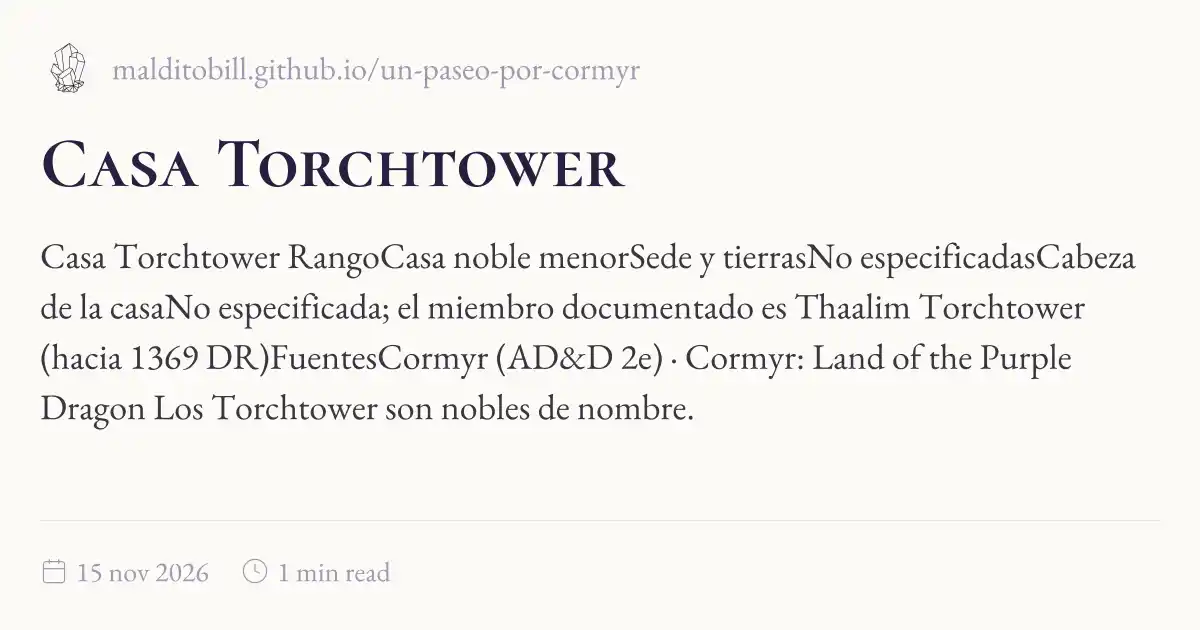 malditobill.github.io/un-paseo-por-cormyr
Casa Torchtower
Casa Torchtower RangoCasa noble menorSede y tierrasNo especificadasCabeza
de la casaNo especificada; el miembro documentado es Thaalim Torchtower
(hacia 1369 DR)FuentesCormyr (AD&D 2e) · Cormyr: Land of the Purple
Dragon Los Torchtower son nobles de nombre.
15 nov 2026 1 min read